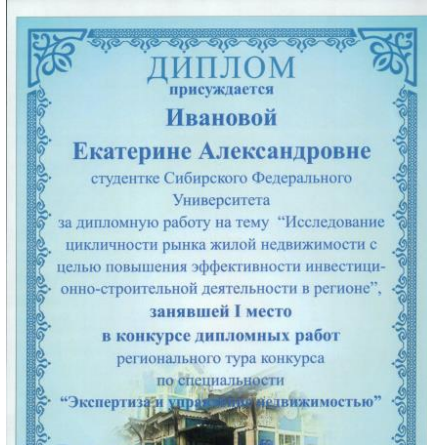 ДИПЛОМ
присуждается
Ивановой
Екатерине Александровне
студентке Сибирского Федерального
Университета
за дипломную работу на тему “Исследование
цикличности рынка жилой недвижимости с
целью повышения эффективности инвестици-
онно-строительной деятельности в регионе”,
занявшей I место
в конкурсе дипломных работ
регионального тура конкурса
по специальности
“Экспертиза и управление недвижимостью”